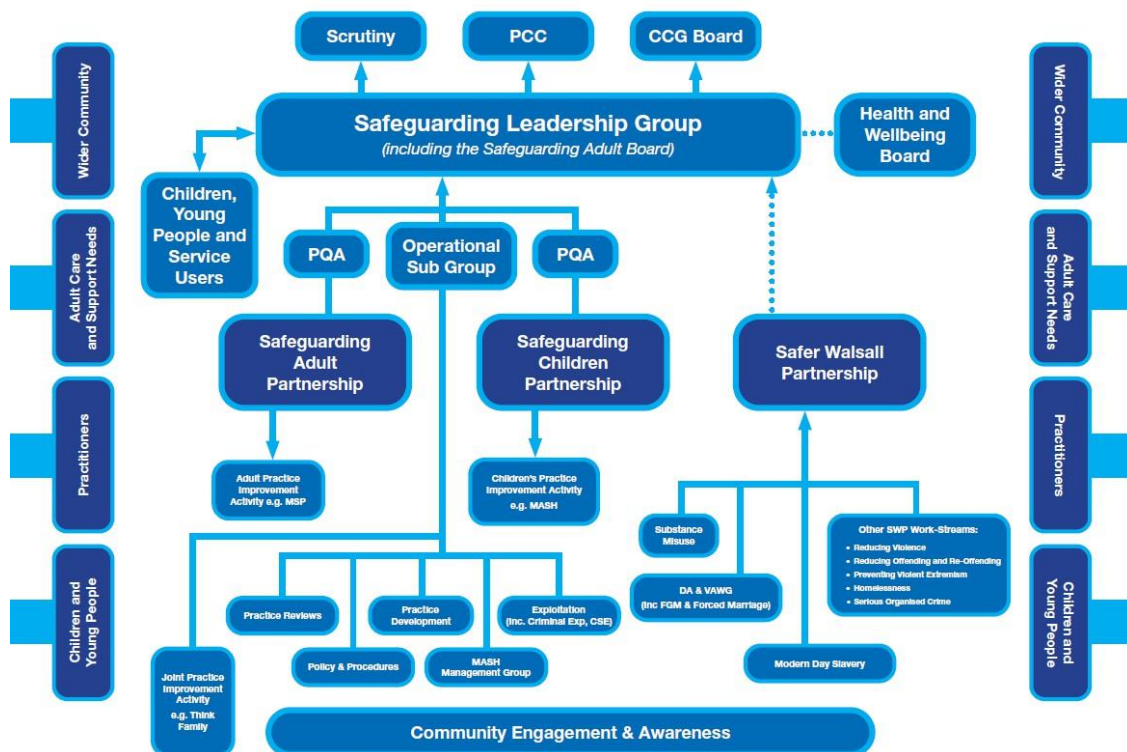 Scrutiny
PCC
CCG Board
Wider Community
Wider Community
Safeguarding Leadership Group
(including the Safeguarding Adult Board)
Health and
Wellbeing
Board
Children,
Young
People and
Service
Users
Adult Care
and Support Needs
Adult Care
and Support Needs
PQA
Operational
Sub Group
PQA
Safeguarding
Adult
Partnership
Safeguarding
Children
Partnership
Safer Walsall
Partnership
Practitioners
Practitioners
Adult Practice
Improvement
Activity e.g. MSP
Children's Practice
Improvement Activity
e.g. MASH
Substance
Misuse
Other SWP Work-Streams:
• Reducing Violence
• Reducing Offending and Re-Offending
• Preventing Violent Extremism
• Homelessness
• Serious Organised Crime
DA & VAWG
(inc FGM & Forced Marriage)
Children and
Young People
Children and
Young People
Practice Reviews
Practice
Development
Exploitation
(inc. Criminal Exp, CSE)
Policy & Procedures
MASH
Management Group
Modern Day Slavery
Joint Practice
Improvement
Activity
e.g. Think
Family
Community Engagement & Awareness